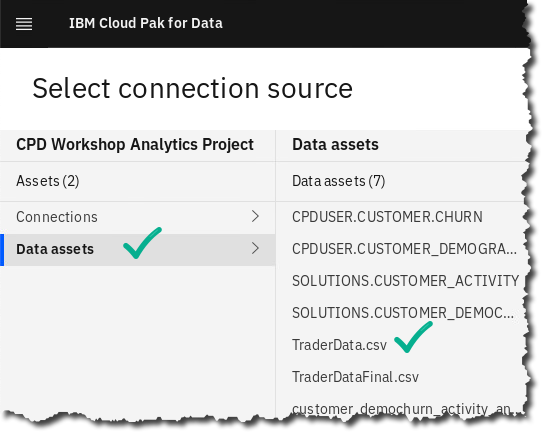 IBM Cloud Pak for Data
Select connection source
CPD Workshop Analytics Project
Data assets
Assets (2)
Data assets (7)
Connections
CPDUSER.CUSTOMER.CHURN
Data assets
CPDUSER.CUSTOMER_DEMOGRA...
SOLUTIONS.CUSTOMER_ACTIVITY
SOLUTIONS.CUSTOMER_DEMOC...
TraderData.csv
TraderDataFinal.csv
customer_demochurn_activity_an...